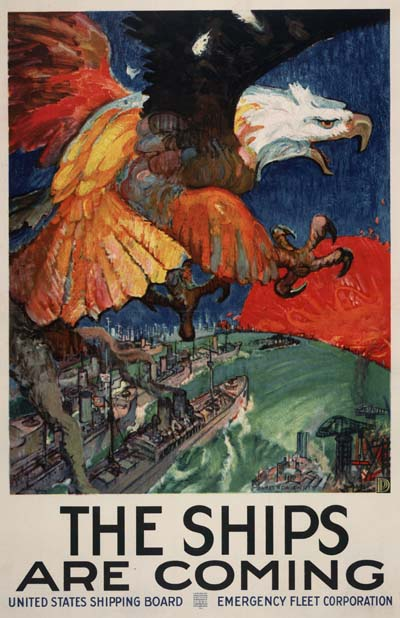 THE SHIPS
ARE COMING
UNITED STATES SHIPPING BOARD EMERGENCY FLEET CORPORATION